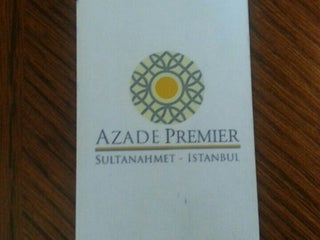 AZADE PREMIER
SULTANAHMET - ISTANBUL